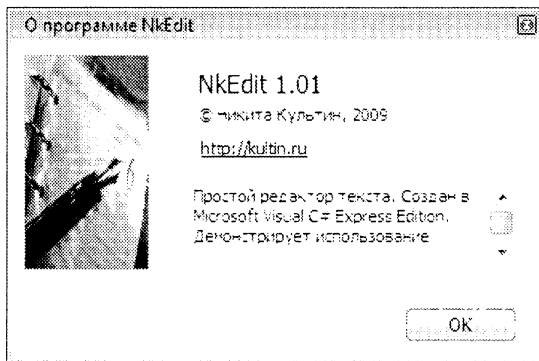 О программе NkEdit
NkEdit 1.01
© Никита Культин, 2009
http://kultin.ru
Простой редактор текста. Создан в
Microsoft Visual C# Express Edition.
Демонстрирует использование
OK